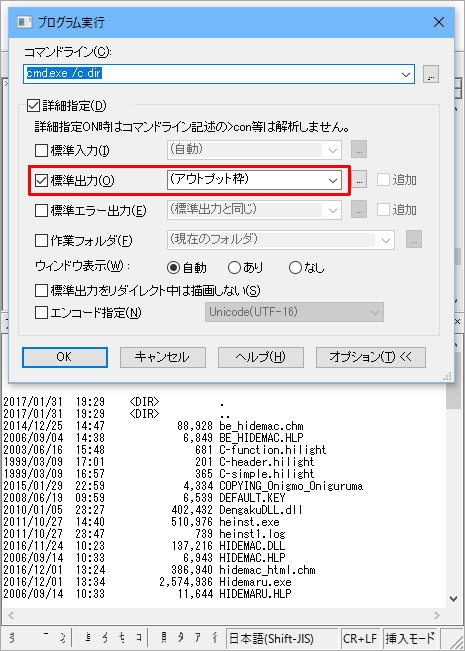 プログラム実行
コマンドライン(C):
cmd.exe /c dir
...
詳細指定(D)
詳細指定ON時はコマンドライン記述の>con等は解析しません。
標準入力(I) (自動) ...
標準出力(O) (アウトプット枠) ... 追加
標準エラー出力(E) (標準出力と同じ) ... 追加
作業フォルダ(F) (現在のフォルダ) ...
ウィンドウ表示(W): 自動 あり なし
標準出力をリダイレクト中は描画しない(S)
エンコード指定(N) Unicode(UTF-16)
OK キャンセル ヘルプ(H) オプション(T) <<
2017/01/31 19:29 <DIR> .
2017/01/31 19:29 <DIR> ..
2014/12/25 14:47 88,928 be_hidemac.chm
2006/09/04 14:38 6,849 BE_HIDEMAC.HLP
2003/06/16 15:48 681 C-function.hilight
1999/03/09 17:01 201 C-header.hilight
1999/03/09 16:57 365 C-simple.hilight
2015/01/29 22:59 4,334 COPYING_Onigmo_Oniguruma
2008/06/19 09:59 6,539 DEFAULT.KEY
2010/01/05 23:27 402,432 DengakuDLL.dll
2011/10/27 14:40 510,976 heinst.exe
2011/10/27 23:47 739 heinst1.log
2016/11/24 10:23 137,216 HIDEMAC.DLL
2006/09/14 10:33 6,943 HIDEMAC.HLP
2016/12/01 13:24 386,940 hidemac_html.chm
2016/12/01 13:34 2,574,936 Hidemaru.exe
2006/09/14 10:33 11,644 HIDEMARU.HLP
日本語(Shift-JIS) CR+LF 挿入モード